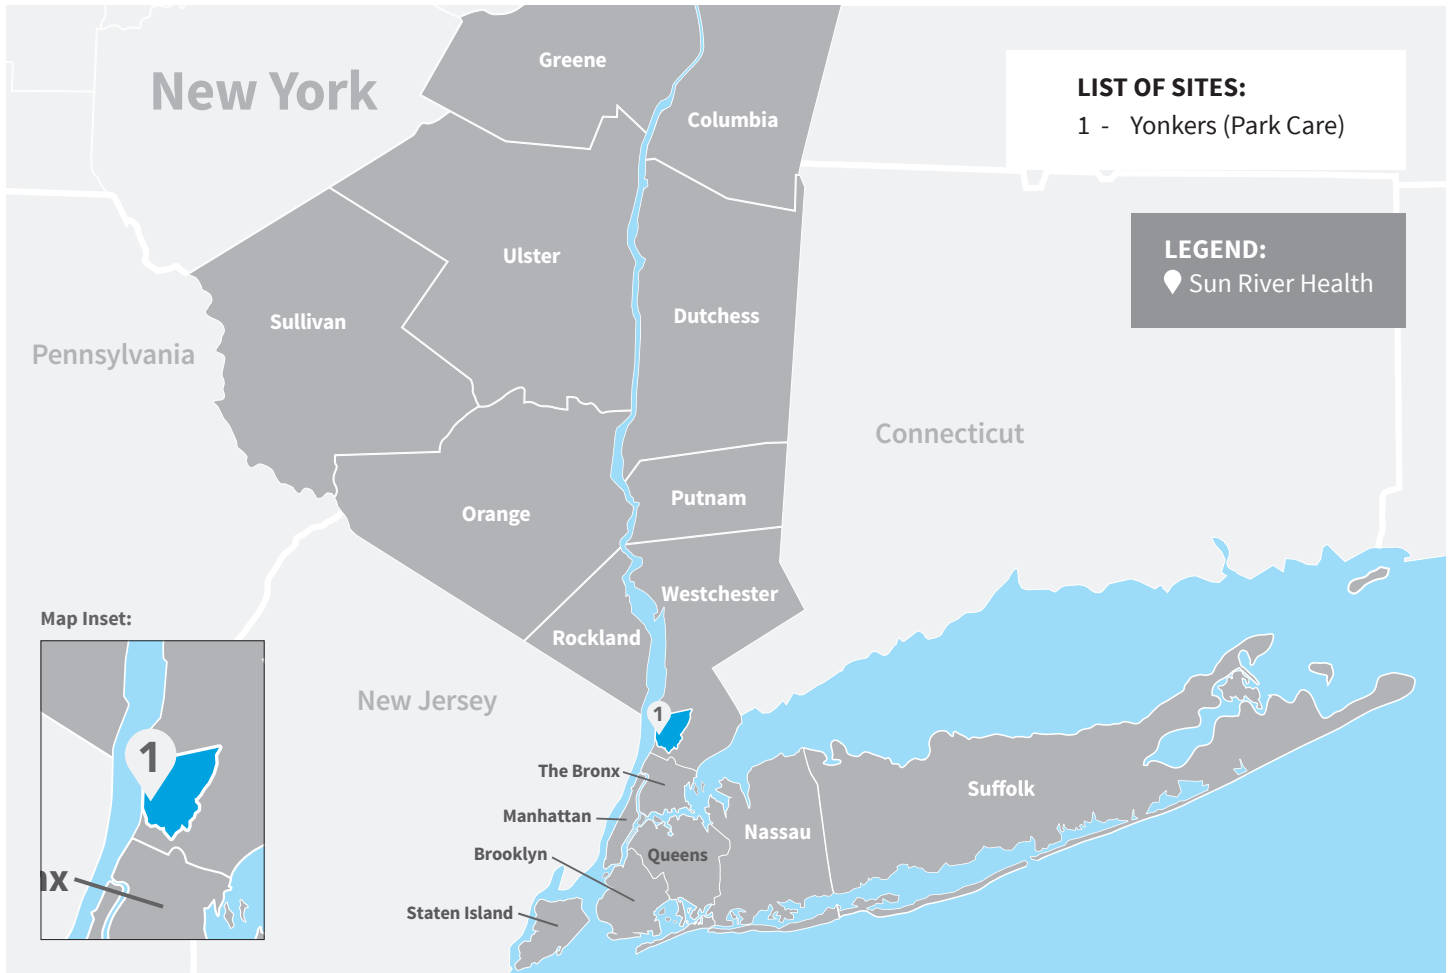 Greene
New York
Columbia
LIST OF SITES:
1 - Yonkers (Park Care)
Ulster
LEGEND:
Sun River Health
Sullivan
Dutchess
Pennsylvania
Connecticut
Putnam
Orange
Westchester
Map Inset:
Rockland
New Jersey
1
1
The Bronx
Suffolk
Manhattan
Nassau
Brooklyn
Queens
nx
Staten Island